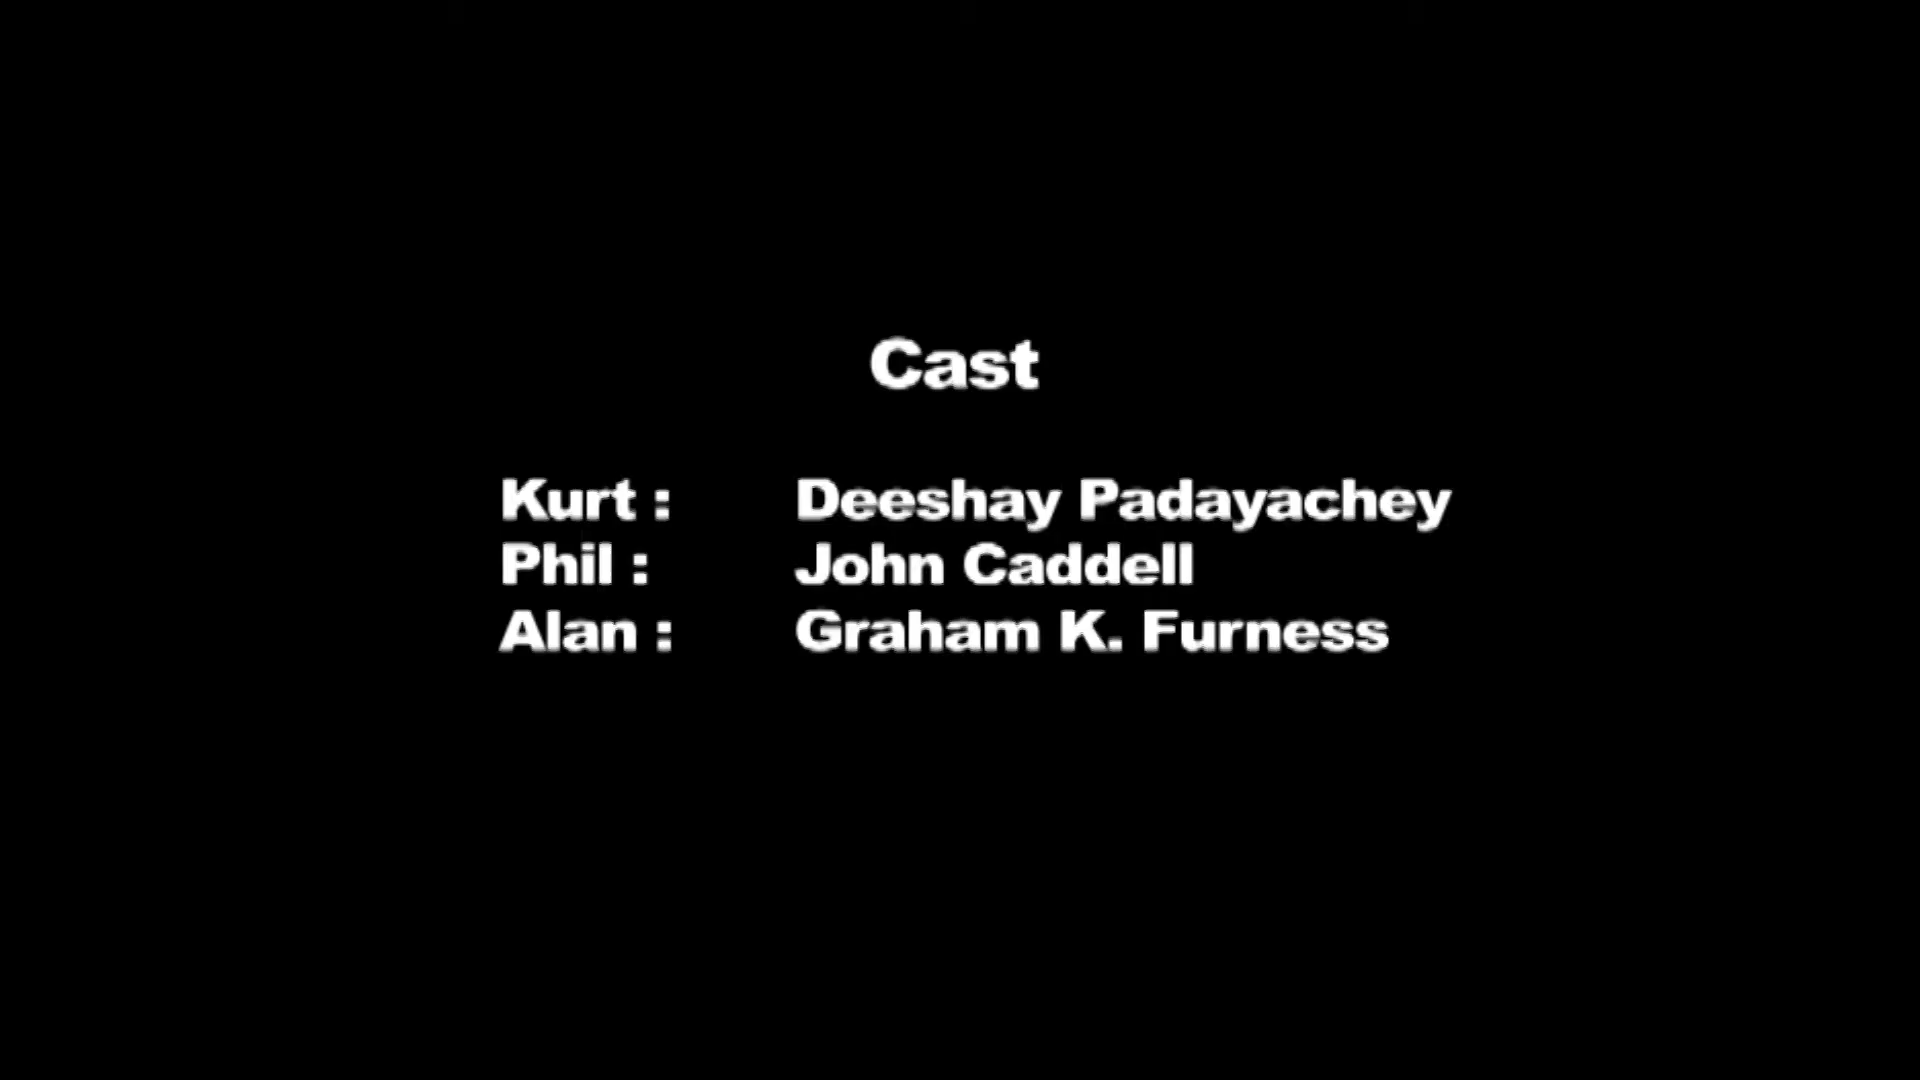 Cast
Kurt : Deeshay Padayachey
Phil : John Caddell
Alan : Graham K. Furness